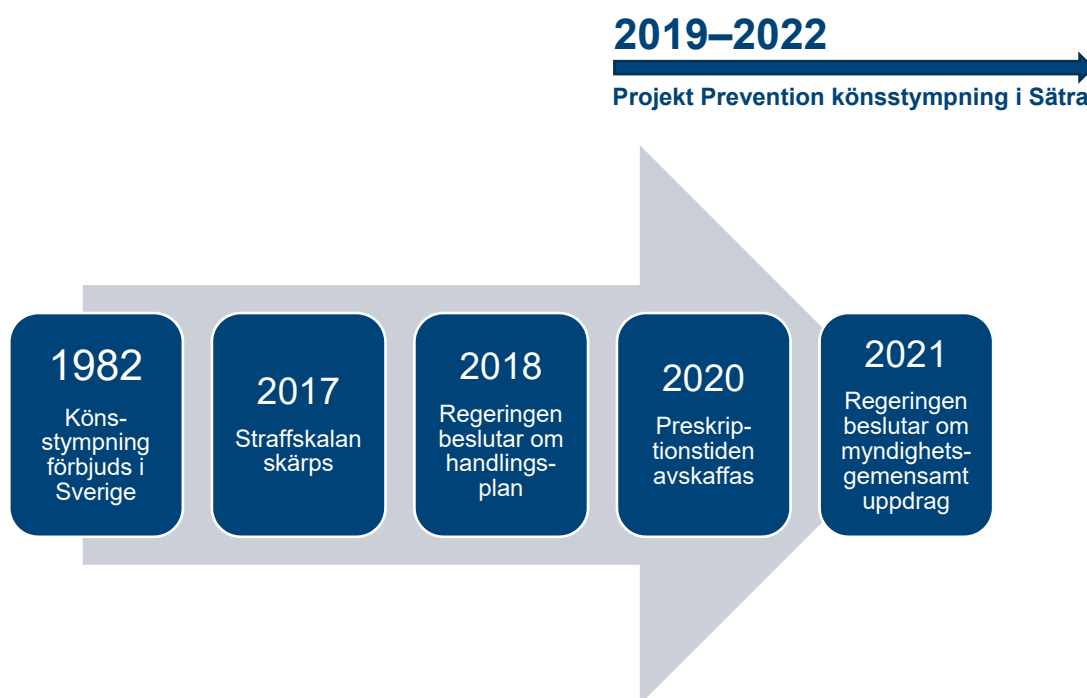 2019–2022
Projekt Prevention könsstympning i Sätra
1982
Köns-
stympning
förbjuds i
Sverige
2017
Straffskalan
skärps
2018
Regeringen
beslutar om
handlings-
plan
2020
Preskrip-
tionstiden
avskaffas
2021
Regeringen
beslutar om
myndighets-
gemensamt
uppdrag